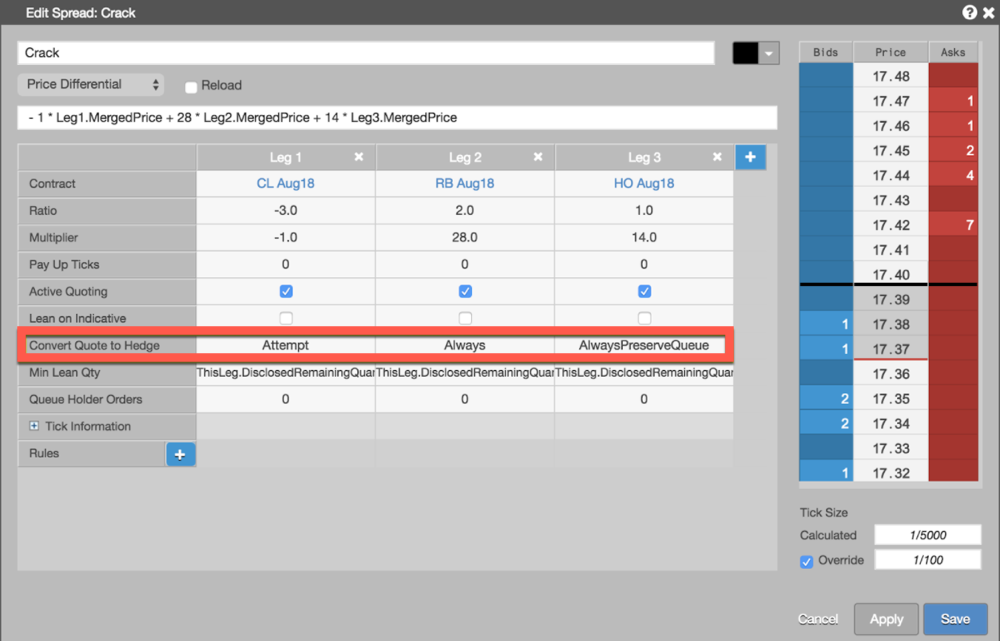 Edit Spread: Crack
Crack
Price Differential
Reload
- 1 * Leg1.MergedPrice + 28 * Leg2.MergedPrice + 14 * Leg3.MergedPrice
Leg 1 Leg 2 Leg 3
Contract CL Aug18 RB Aug18 HO Aug18
Ratio -3.0 2.0 1.0
Multiplier -1.0 28.0 14.0
Pay Up Ticks 0 0 0
Active Quoting
Lean on Indicative
Convert Quote to Hedge Attempt Always AlwaysPreserveQueue
Min Lean Qty ThisLeg.DisclosedRemainingQuar ThisLeg.DisclosedRemainingQuar ThisLeg.DisclosedRemainingQuar
Queue Holder Orders 0 0 0
Tick Information
Rules
Bids Price Asks
17.48
17.47 1
17.46 1
17.45 2
17.44 4
17.43
17.42 7
17.41
17.40
17.39
1 17.38
1 17.37
17.36
2 17.35
2 17.34
17.33
1 17.32
Tick Size
Calculated 1/5000
Override 1/100
Cancel Apply Save